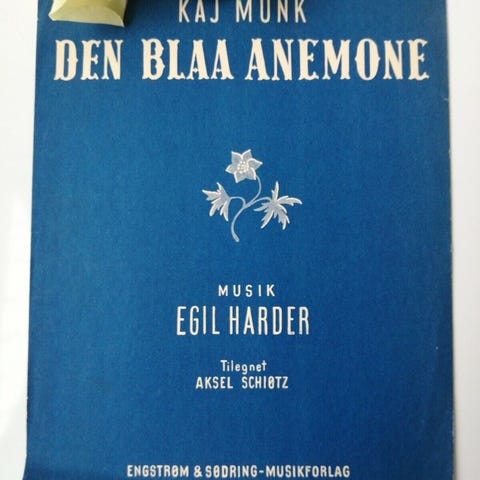 KAJ MUNK
DEN BLAA ANEMONE
MUSIK
EGIL HARDER
Tilegnet
AKSEL SCHIØTZ
ENGSTRØM & SØDRING-MUSIKFORLAG